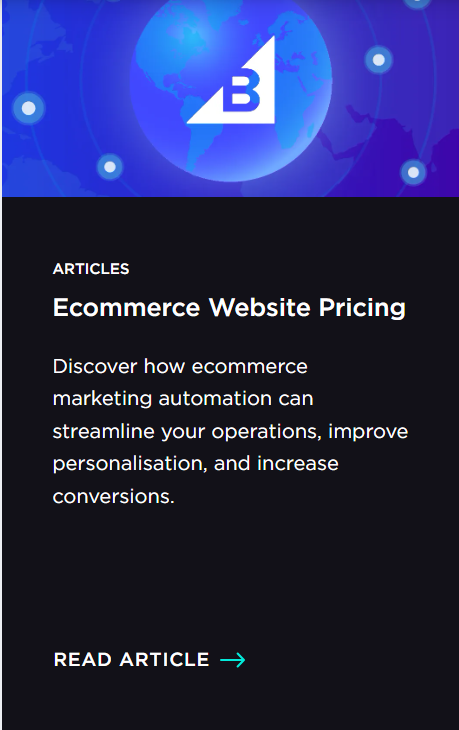 B
ARTICLES
Ecommerce Website Pricing
Discover how ecommerce
marketing automation can
streamline your operations, improve
personalisation, and increase
conversions.
READ ARTICLE